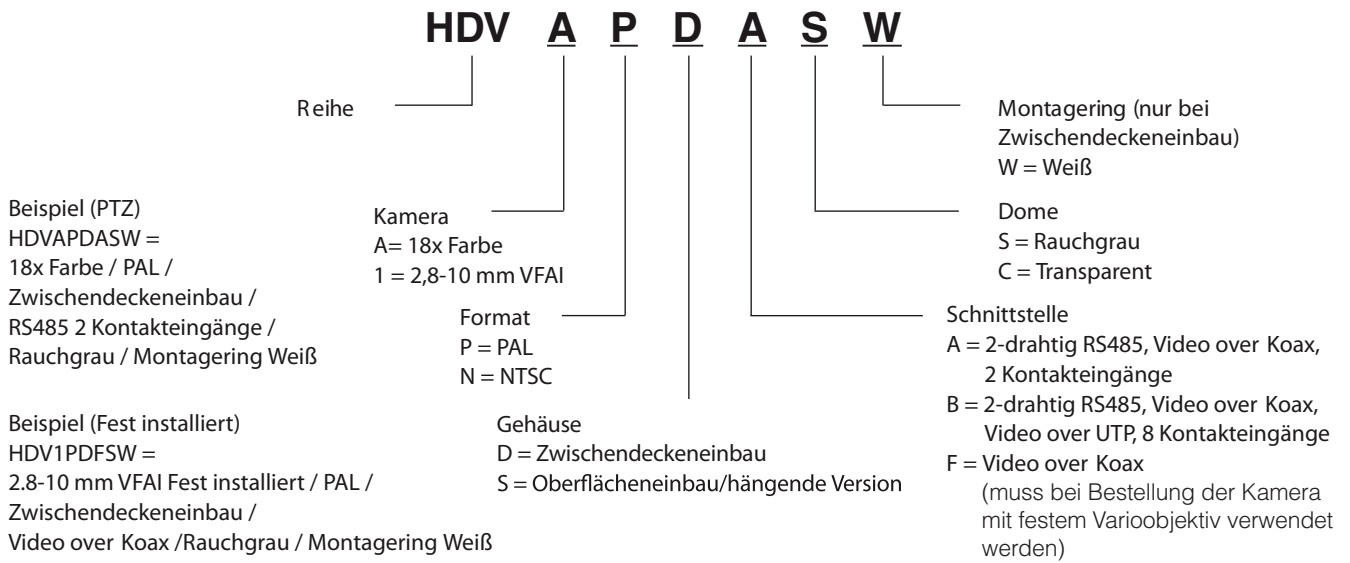 HDV A P D A S W
Reihe
Beispiel (PTZ)
HDVAPDASW =
18x Farbe / PAL /
Zwischendeckeneinbau /
RS485 2 Kontakteingänge /
Rauchgrau / Montagering Weiß
Beispiel (Fest installiert)
HDV1PDFSW =
2.8-10 mm VFAI Fest installiert / PAL /
Zwischendeckeneinbau /
Video over Koax /Rauchgrau / Montagering Weiß
Kamera
A= 18x Farbe
1 = 2,8-10 mm VFAI
Format
P = PAL
N = NTSC
Gehäuse
D = Zwischendeckeneinbau
S = Oberflächeneinbau/hängende Version
Montagering (nur bei
Zwischendeckeneinbau)
W = Weiß
Dome
S = Rauchgrau
C = Transparent
Schnittstelle
A = 2-drahtig RS485, Video over Koax,
2 Kontakteingänge
B = 2-drahtig RS485, Video over Koax,
Video over UTP, 8 Kontakteingänge
F = Video over Koax
(muss bei Bestellung der Kamera
mit festem Varioobjektiv verwendet
werden)